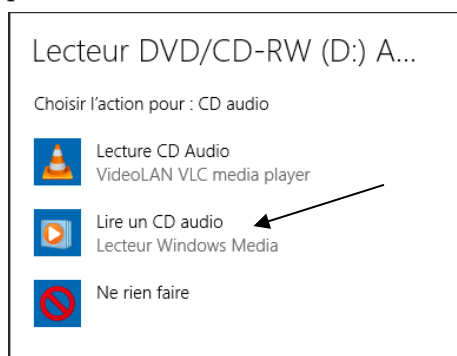 Lecteur DVD/CD-RW (D:) A...
Choisir l'action pour : CD audio
Lecture CD Audio
VideoLAN VLC media player
Lire un CD audio
Lecteur Windows Media
Ne rien faire